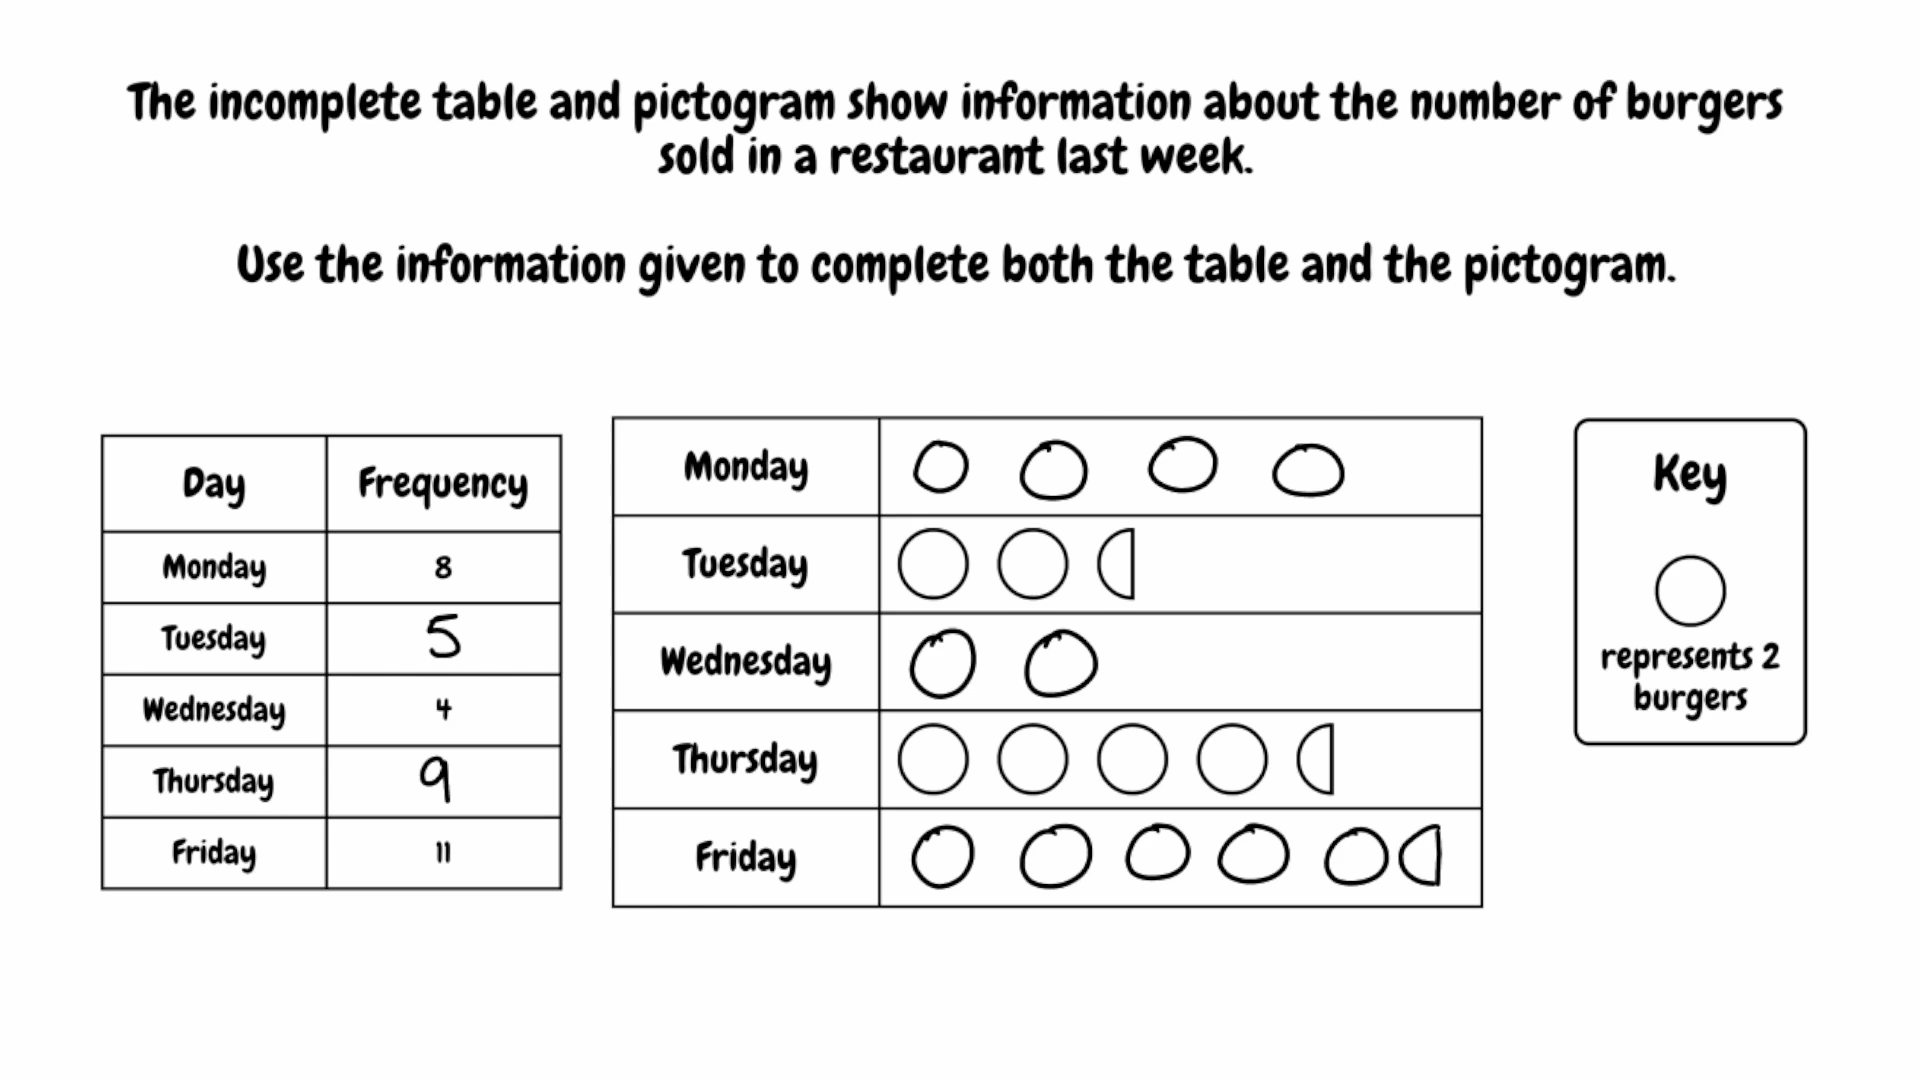 The incomplete table and pictogram show information about the number of burgers
sold in a restaurant last week.
Use the information given to complete both the table and the pictogram.
Day Frequency
Monday 8
Tuesday 5
Wednesday 4
Thursday 9
Friday 11
Monday
Tuesday
Wednesday
Thursday
Friday
Key
represents 2
burgers